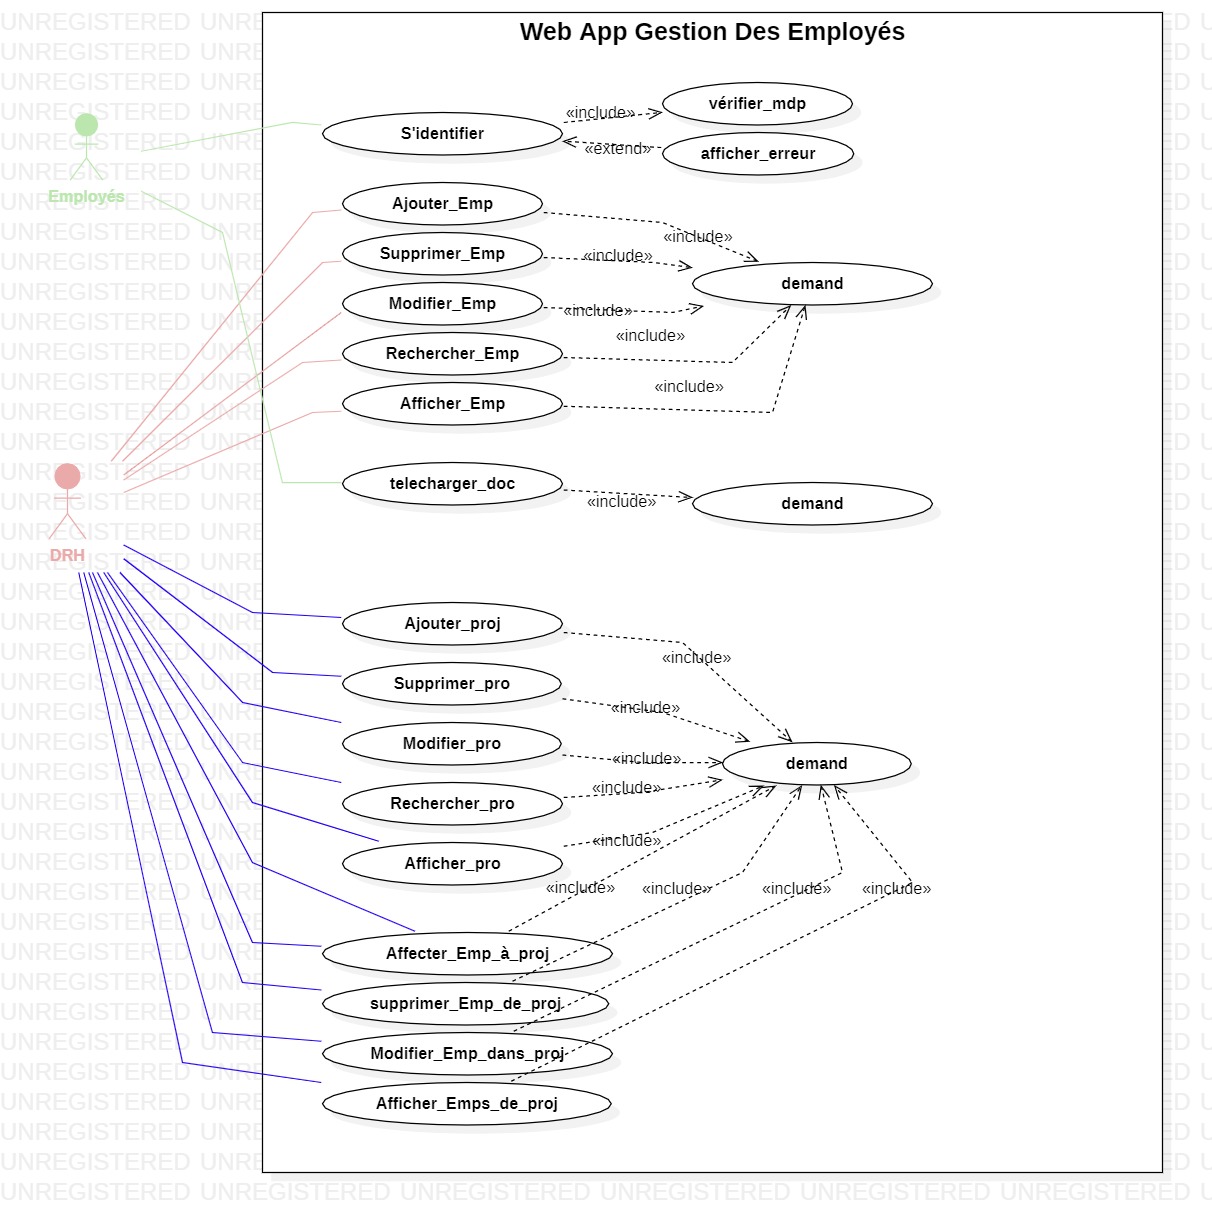 Web App Gestion Des Employés
S'identifier
«include»
vérifier_mdp
«extend»
afficher_erreur
Employés
Ajouter_Emp
«include»
Supprimer_Emp
«include»
demand
Modifier_Emp
«include»
Rechercher_Emp
«include»
Afficher_Emp
«include»
DRH
telecharger_doc
«include»
demand
Ajouter_proj
«include»
Supprimer_pro
«include»
Modifier_pro
«include»
demand
Rechercher_pro
«include»
Afficher_pro
«include»
«include» «include» «include» «include»
Affecter_Emp_à_proj
supprimer_Emp_de_proj
Modifier_Emp_dans_proj
Afficher_Emps_de_proj
UNREGISTERED UNREGISTERED UNREGISTERED UNREGISTERED UNREGISTERED UNREGISTERED